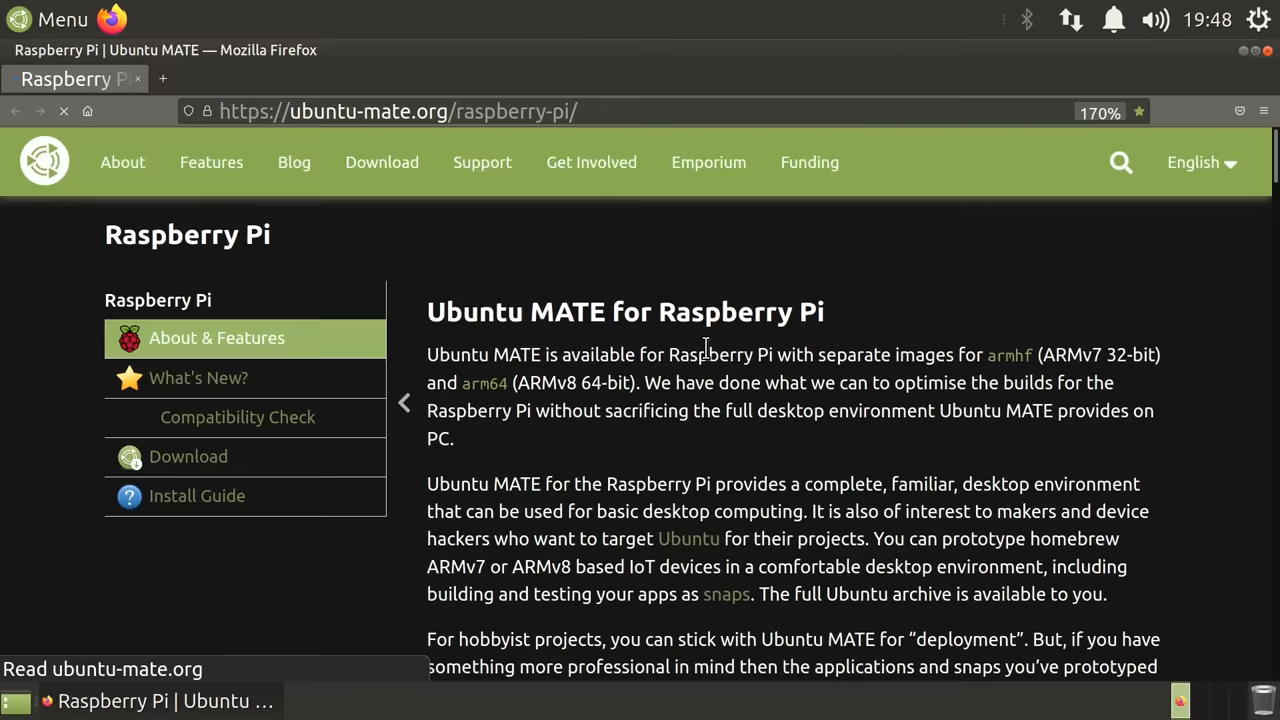 Menu 19:48
Raspberry Pi | Ubuntu MATE — Mozilla Firefox
Raspberry P × +
https://ubuntu-mate.org/raspberry-pi/ 170%
About Features Blog Download Support Get Involved Emporium Funding English
Raspberry Pi
Raspberry Pi
About & Features
What's New?
Compatibility Check
Download
Install Guide
Ubuntu MATE for Raspberry Pi
Ubuntu MATE is available for Raspberry Pi with separate images for armhf (ARMv7 32-bit)
and arm64 (ARMv8 64-bit). We have done what we can to optimise the builds for the
Raspberry Pi without sacrificing the full desktop environment Ubuntu MATE provides on
PC.
Ubuntu MATE for the Raspberry Pi provides a complete, familiar, desktop environment
that can be used for basic desktop computing. It is also of interest to makers and device
hackers who want to target Ubuntu for their projects. You can prototype homebrew
ARMv7 or ARMv8 based IoT devices in a comfortable desktop environment, including
building and testing your apps as snaps. The full Ubuntu archive is available to you.
For hobbyist projects, you can stick with Ubuntu MATE for “deployment”. But, if you have
something more professional in mind then the applications and snaps you’ve prototyped
Read ubuntu-mate.org
Raspberry Pi | Ubuntu ...